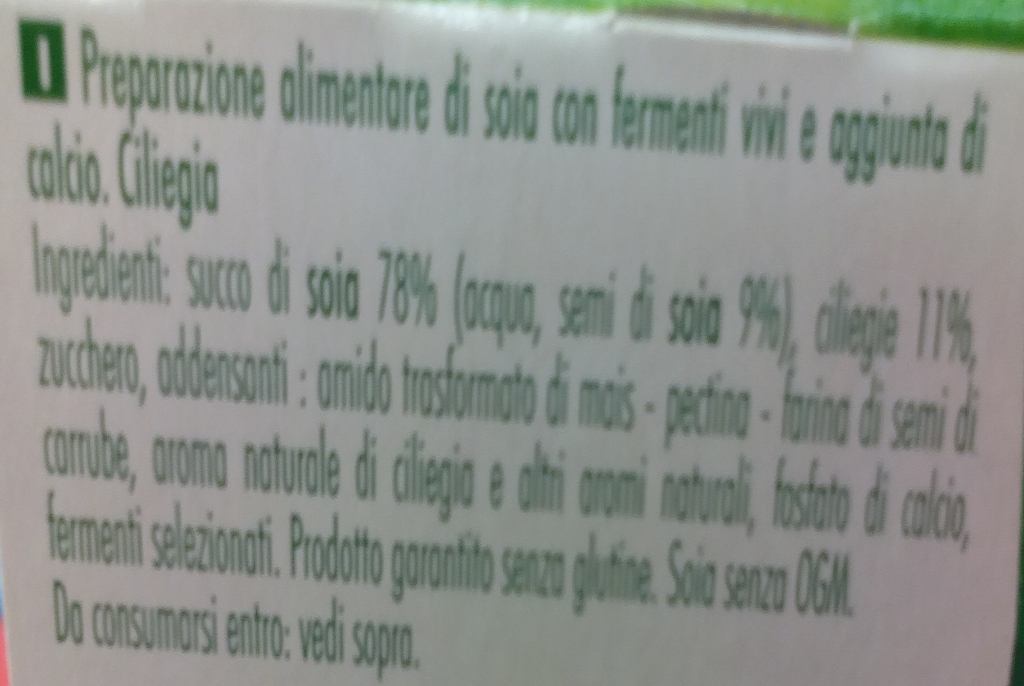 I Preparazione alimentare di soia con fermenti vivi e aggiunta di
calcio. Ciliegia
Ingredienti: succo di soia 78% (acqua, semi di soia 9%), ciliegie 11%,
zucchero, addensanti : amido trasformato di mais - pectina - farina di semi di
carrube, aroma naturale di ciliegia e altri aromi naturali, fosfato di calcio,
fermenti selezionati. Prodotto garantito senza glutine. Soia senza OGM.
Da consumarsi entro: vedi sopra.